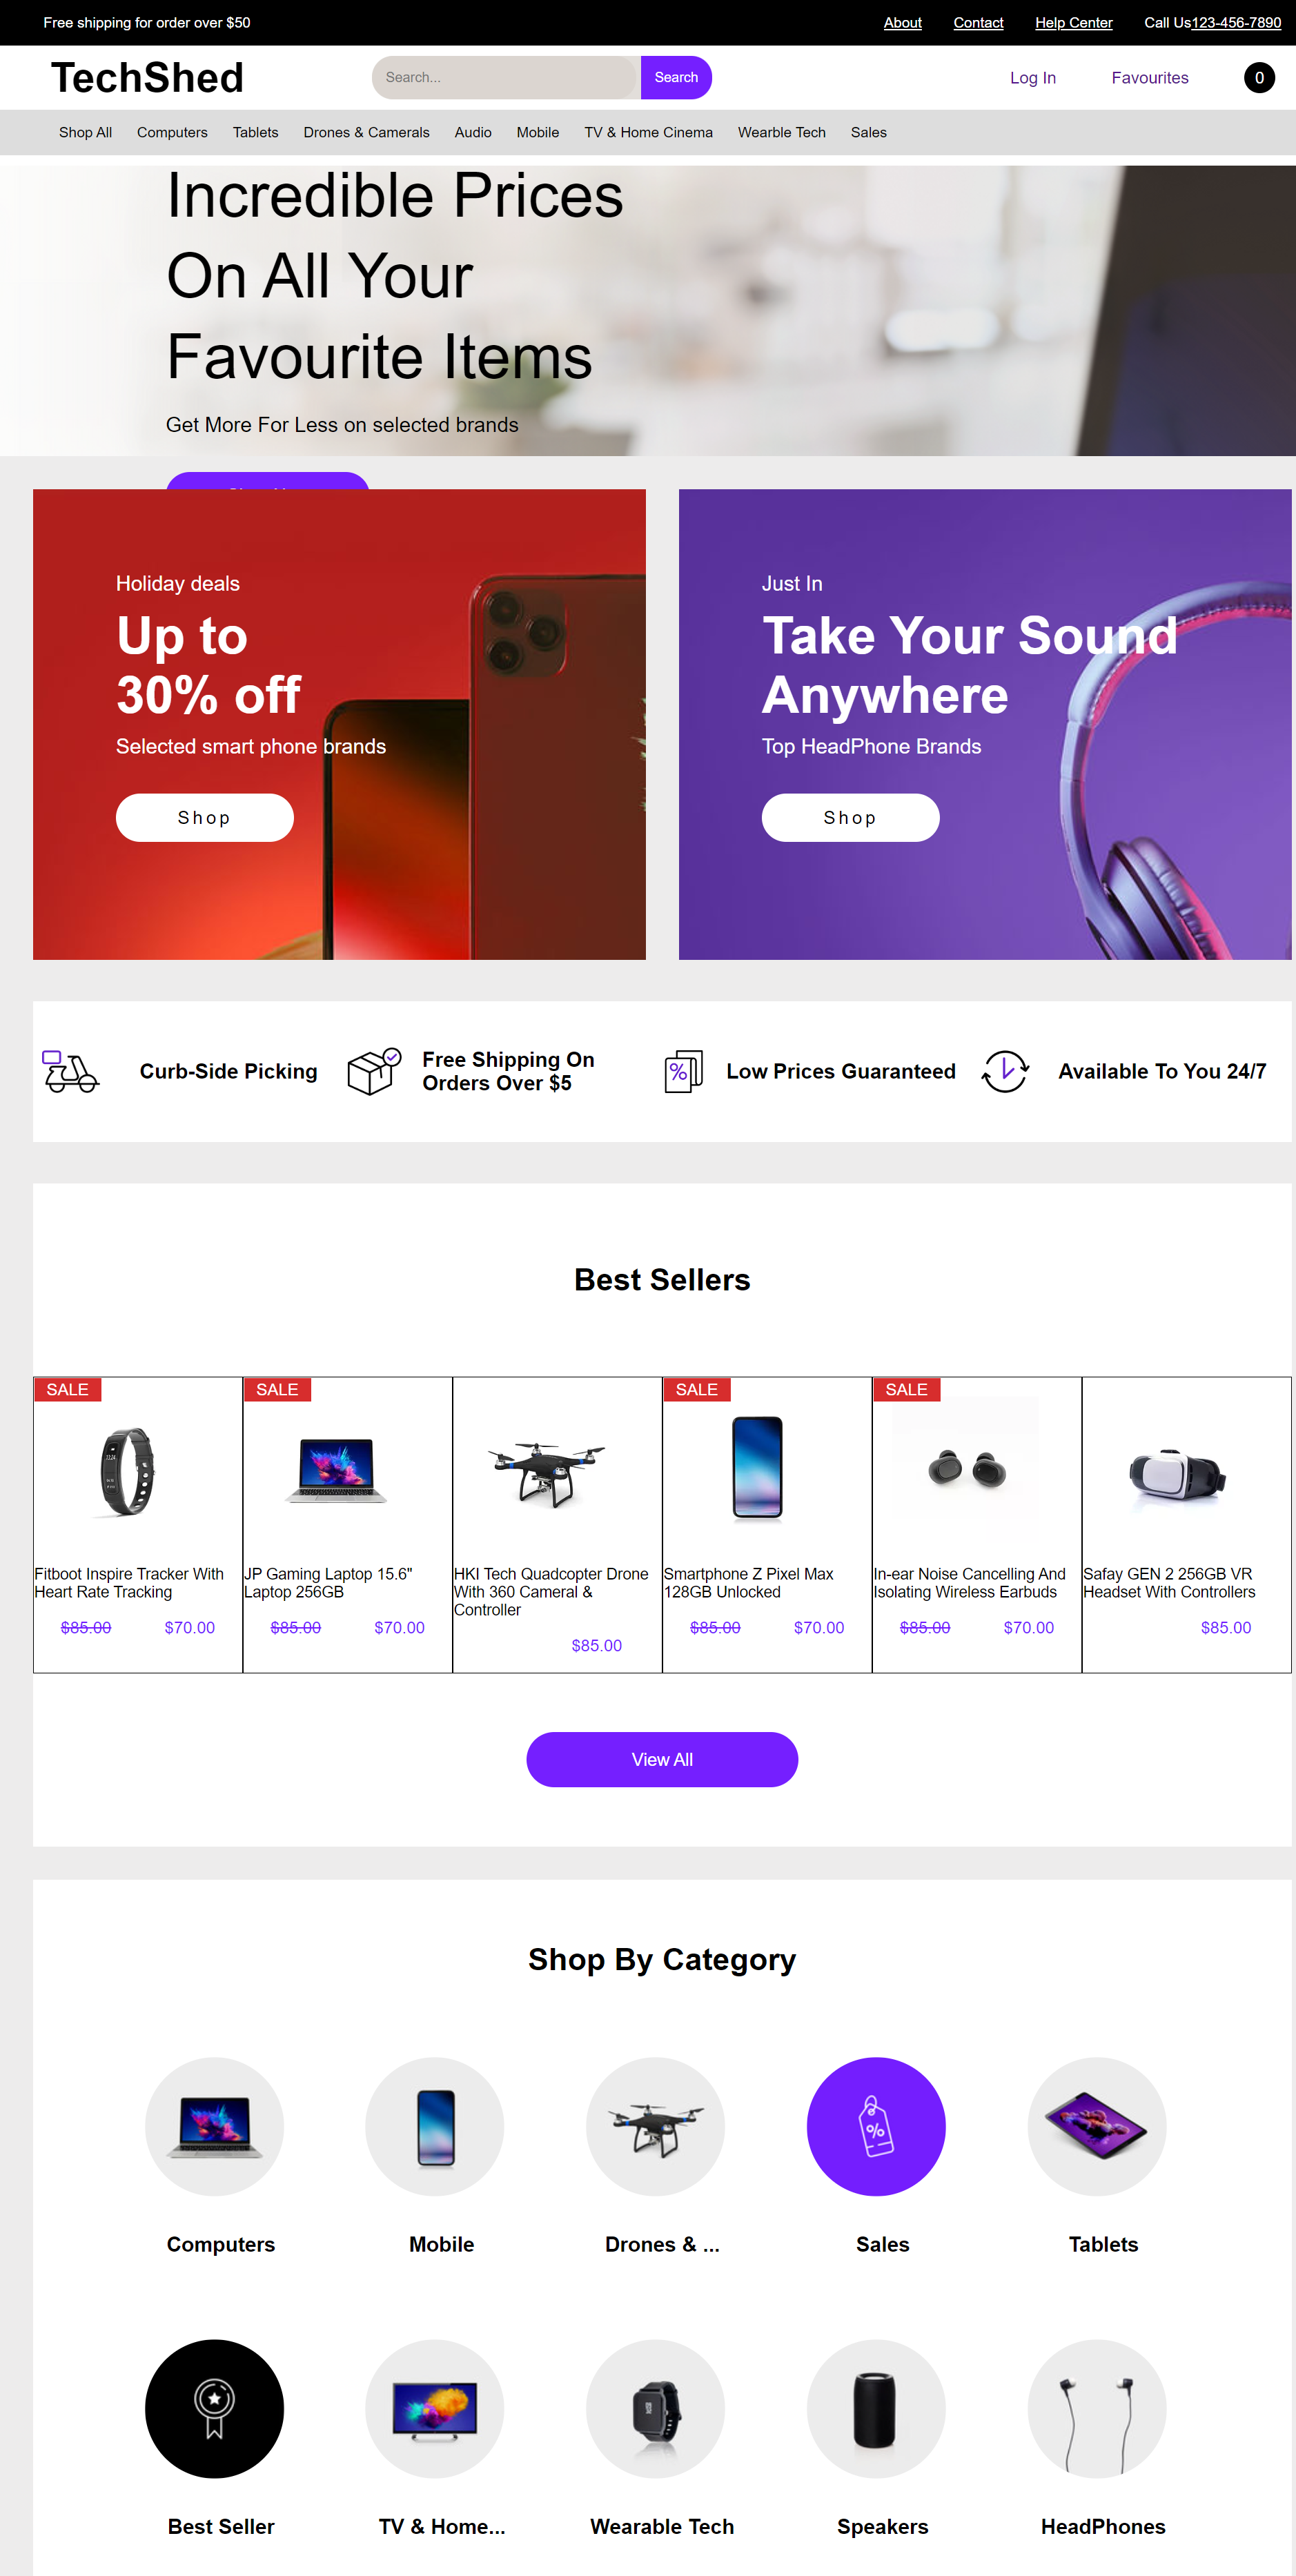 Free shipping for order over $50
About Contact Help Center Call Us123-456-7890
TechShed
Search...
Search
Log In Favourites 0
Shop All Computers Tablets Drones & Camerals Audio Mobile TV & Home Cinema Wearble Tech Sales
Incredible Prices
On All Your
Favourite Items
Get More For Less on selected brands
Holiday deals
Up to
30% off
Selected smart phone brands
Shop
Just In
Take Your Sound
Anywhere
Top HeadPhone Brands
Shop
Curb-Side Picking
Free Shipping On
Orders Over $5
Low Prices Guaranteed
Available To You 24/7
Best Sellers
SALE
Fitboot Inspire Tracker With
Heart Rate Tracking
$85.00 $70.00
SALE
JP Gaming Laptop 15.6"
Laptop 256GB
$85.00 $70.00
HKI Tech Quadcopter Drone
With 360 Cameral &
Controller
$85.00
SALE
Smartphone Z Pixel Max
128GB Unlocked
$85.00 $70.00
SALE
In-ear Noise Cancelling And
Isolating Wireless Earbuds
$85.00 $70.00
Safay GEN 2 256GB VR
Headset With Controllers
$85.00
View All
Shop By Category
Computers Mobile Drones & ... Sales Tablets
Best Seller TV & Home... Wearable Tech Speakers HeadPhones